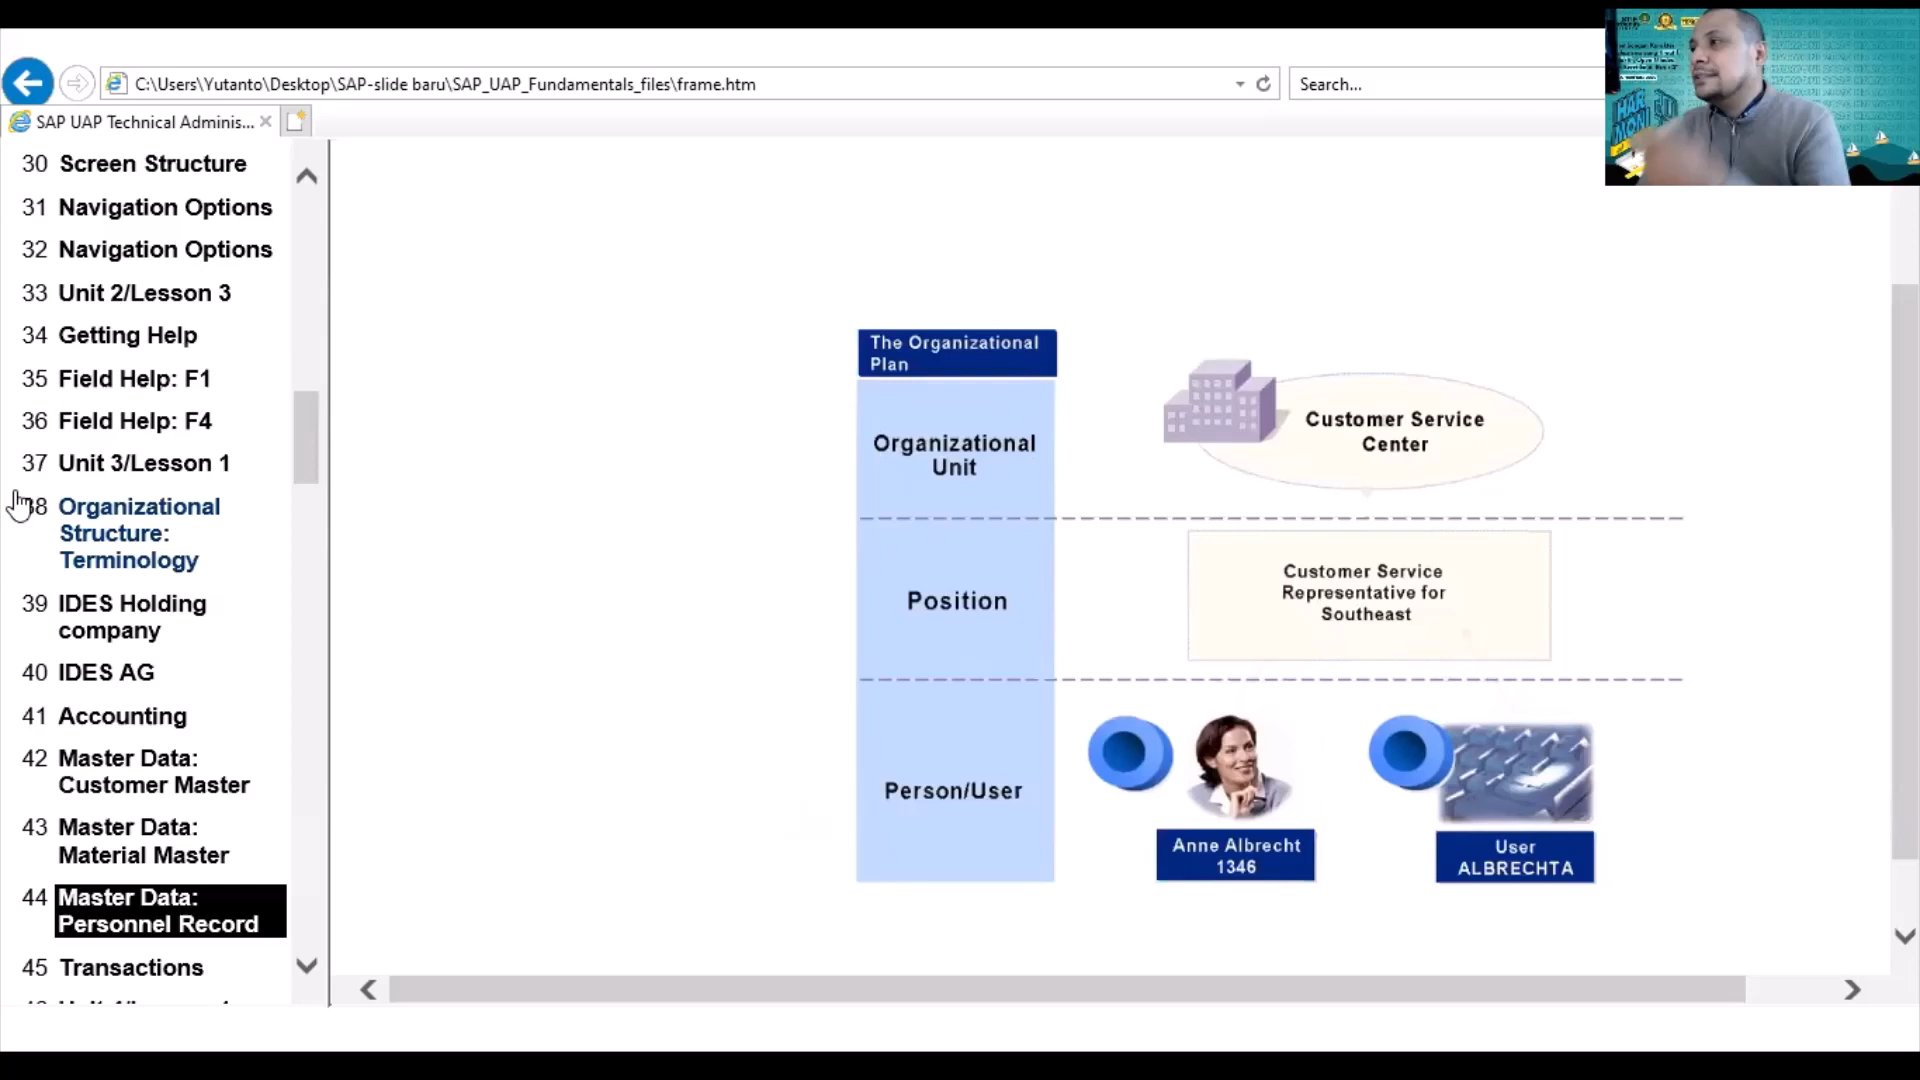 C:\Users\Yutanto\Desktop\SAP-slide baru\SAP_UAP_Fundamentals_files\frame.htm
Search...
SAP UAP Technical Adminis...
30 Screen Structure
31 Navigation Options
32 Navigation Options
33 Unit 2/Lesson 3
34 Getting Help
35 Field Help: F1
36 Field Help: F4
37 Unit 3/Lesson 1
38 Organizational
Structure:
Terminology
39 IDES Holding
company
40 IDES AG
41 Accounting
42 Master Data:
Customer Master
43 Master Data:
Material Master
44 Master Data:
Personnel Record
45 Transactions
The Organizational
Plan
Organizational
Unit
Customer Service
Center
Position
Customer Service
Representative for
Southeast
Person/User
Anne Albrecht
1346
User
ALBRECHTA
HAR
MONI